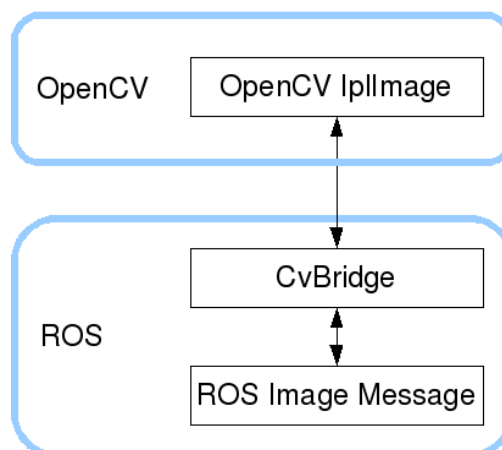 OpenCV
OpenCV IplImage
CvBridge
ROS
ROS Image Message